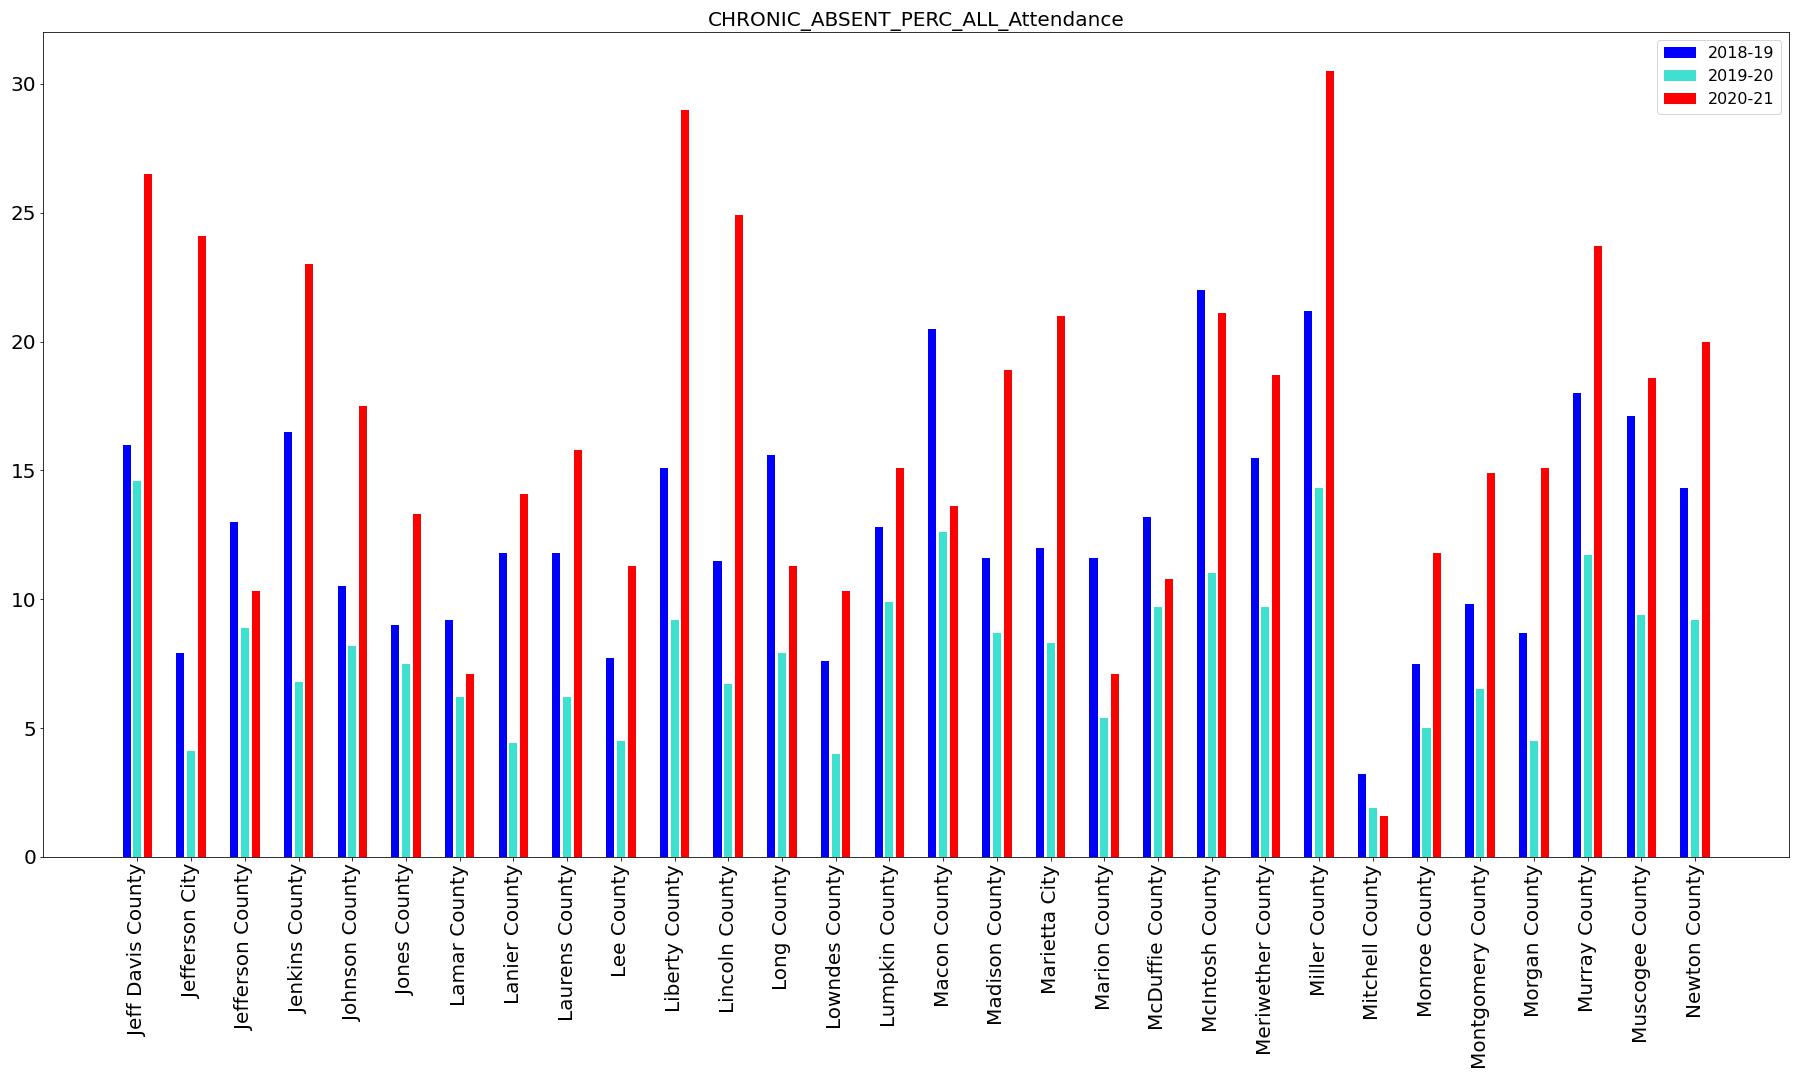 CHRONIC_ABSENT_PERC_ALL_Attendance
2018-19
2019-20
2020-21
30
25
20
15
10
5
0
Jeff Davis County
Jefferson City
Jefferson County
Jenkins County
Johnson County
Jones County
Lamar County
Lanier County
Laurens County
Lee County
Liberty County
Lincoln County
Long County
Lowndes County
Lumpkin County
Macon County
Madison County
Marietta City
Marion County
McDuffie County
McIntosh County
Meriwether County
Miller County
Mitchell County
Monroe County
Montgomery County
Morgan County
Murray County
Muscogee County
Newton County